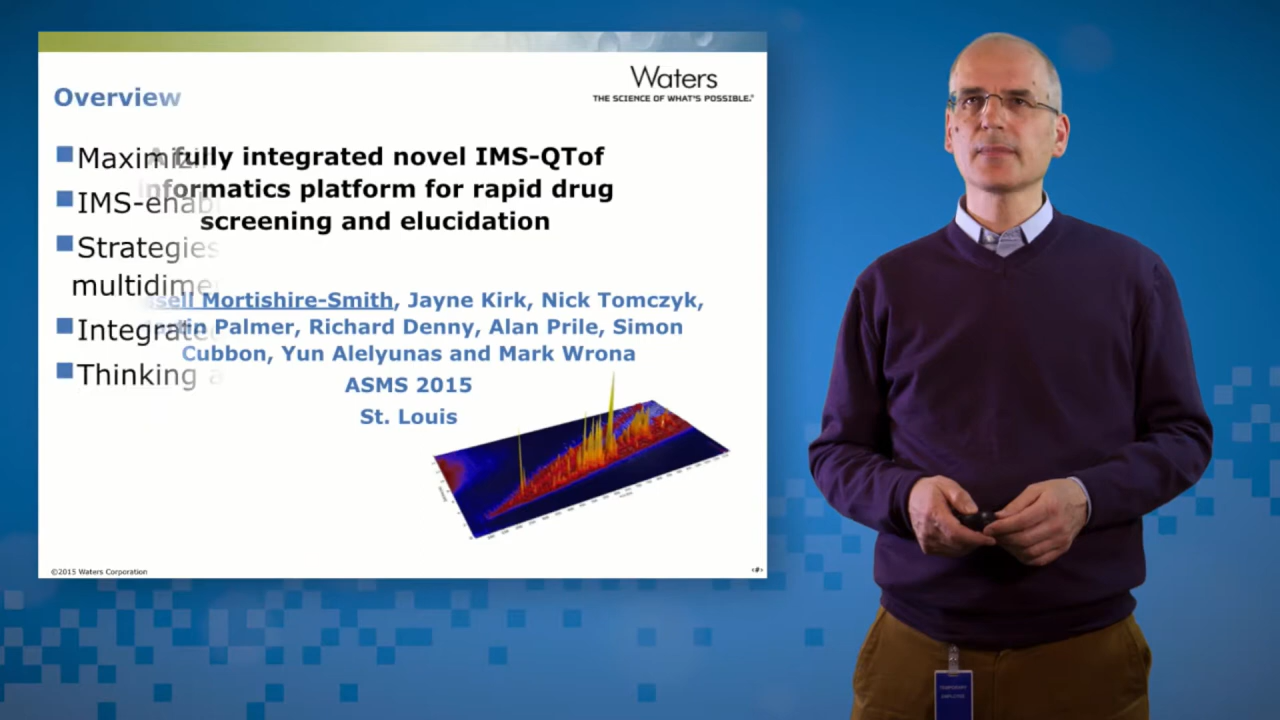 Waters
THE SCIENCE OF WHAT'S POSSIBLE.®
Overview
fully integrated novel IMS-QTof
informatics platform for rapid drug
screening and elucidation
IMS-enab
Strategies
multidime
Integrate
Thinking a
Mortishire-Smith, Jayne Kirk, Nick Tomczyk,
Palmer, Richard Denny, Alan Prile, Simon
Cubbon, Yun Alelyunas and Mark Wrona
ASMS 2015
St. Louis
©2015 Waters Corporation
‹#›
TEMPORARY
EMPLOYEE